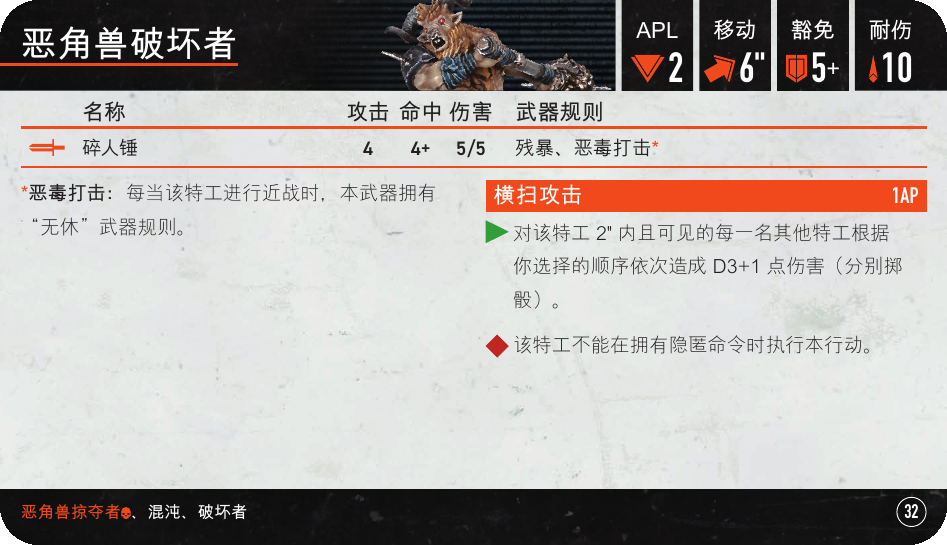 恶角兽破坏者
APL 移动 豁免 耐伤
2 6" 5+ 10
名称 攻击 命中 伤害 武器规则
碎人锤 4 4+ 5/5 残暴、恶毒打击*
*恶毒打击：每当该特工进行近战时，本武器拥有
“无休”武器规则。
横扫攻击 1AP
对该特工 2" 内且可见的每一名其他特工根据
你选择的顺序依次造成 D3+1 点伤害（分别掷
骰）。
该特工不能在拥有隐匿命令时执行本行动。
恶角兽掠夺者、混沌、破坏者
32